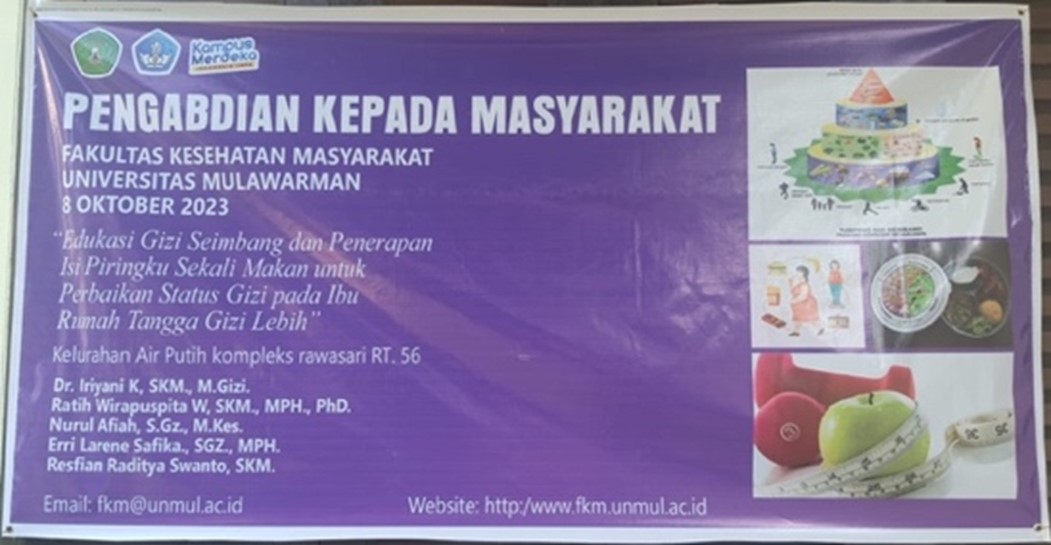 Kampus
Merdeka
PENGABDIAN KEPADA MASYARAKAT
FAKULTAS KESEHATAN MASYARAKAT
UNIVERSITAS MULAWARMAN
8 OKTOBER 2023
“Edukasi Gizi Seimbang dan Penerapan
Isi Piringku Sekali Makan untuk
Perbaikan Status Gizi pada Ibu
Rumah Tangga Gizi Lebih”
Kelurahan Air Putih kompleks rawasari RT. 56
Dr. Iriyani K, SKM., M.Gizi.
Ratih Wirapuspita W, SKM., MPH., PhD.
Nurul Afiah, S.Gz., M.Kes.
Erri Larene Safika., SGZ., MPH.
Resfian Raditya Swanto, SKM.
Email: fkm@unmul.ac.id
Website: http:/www.fkm.unmul.ac.id
36